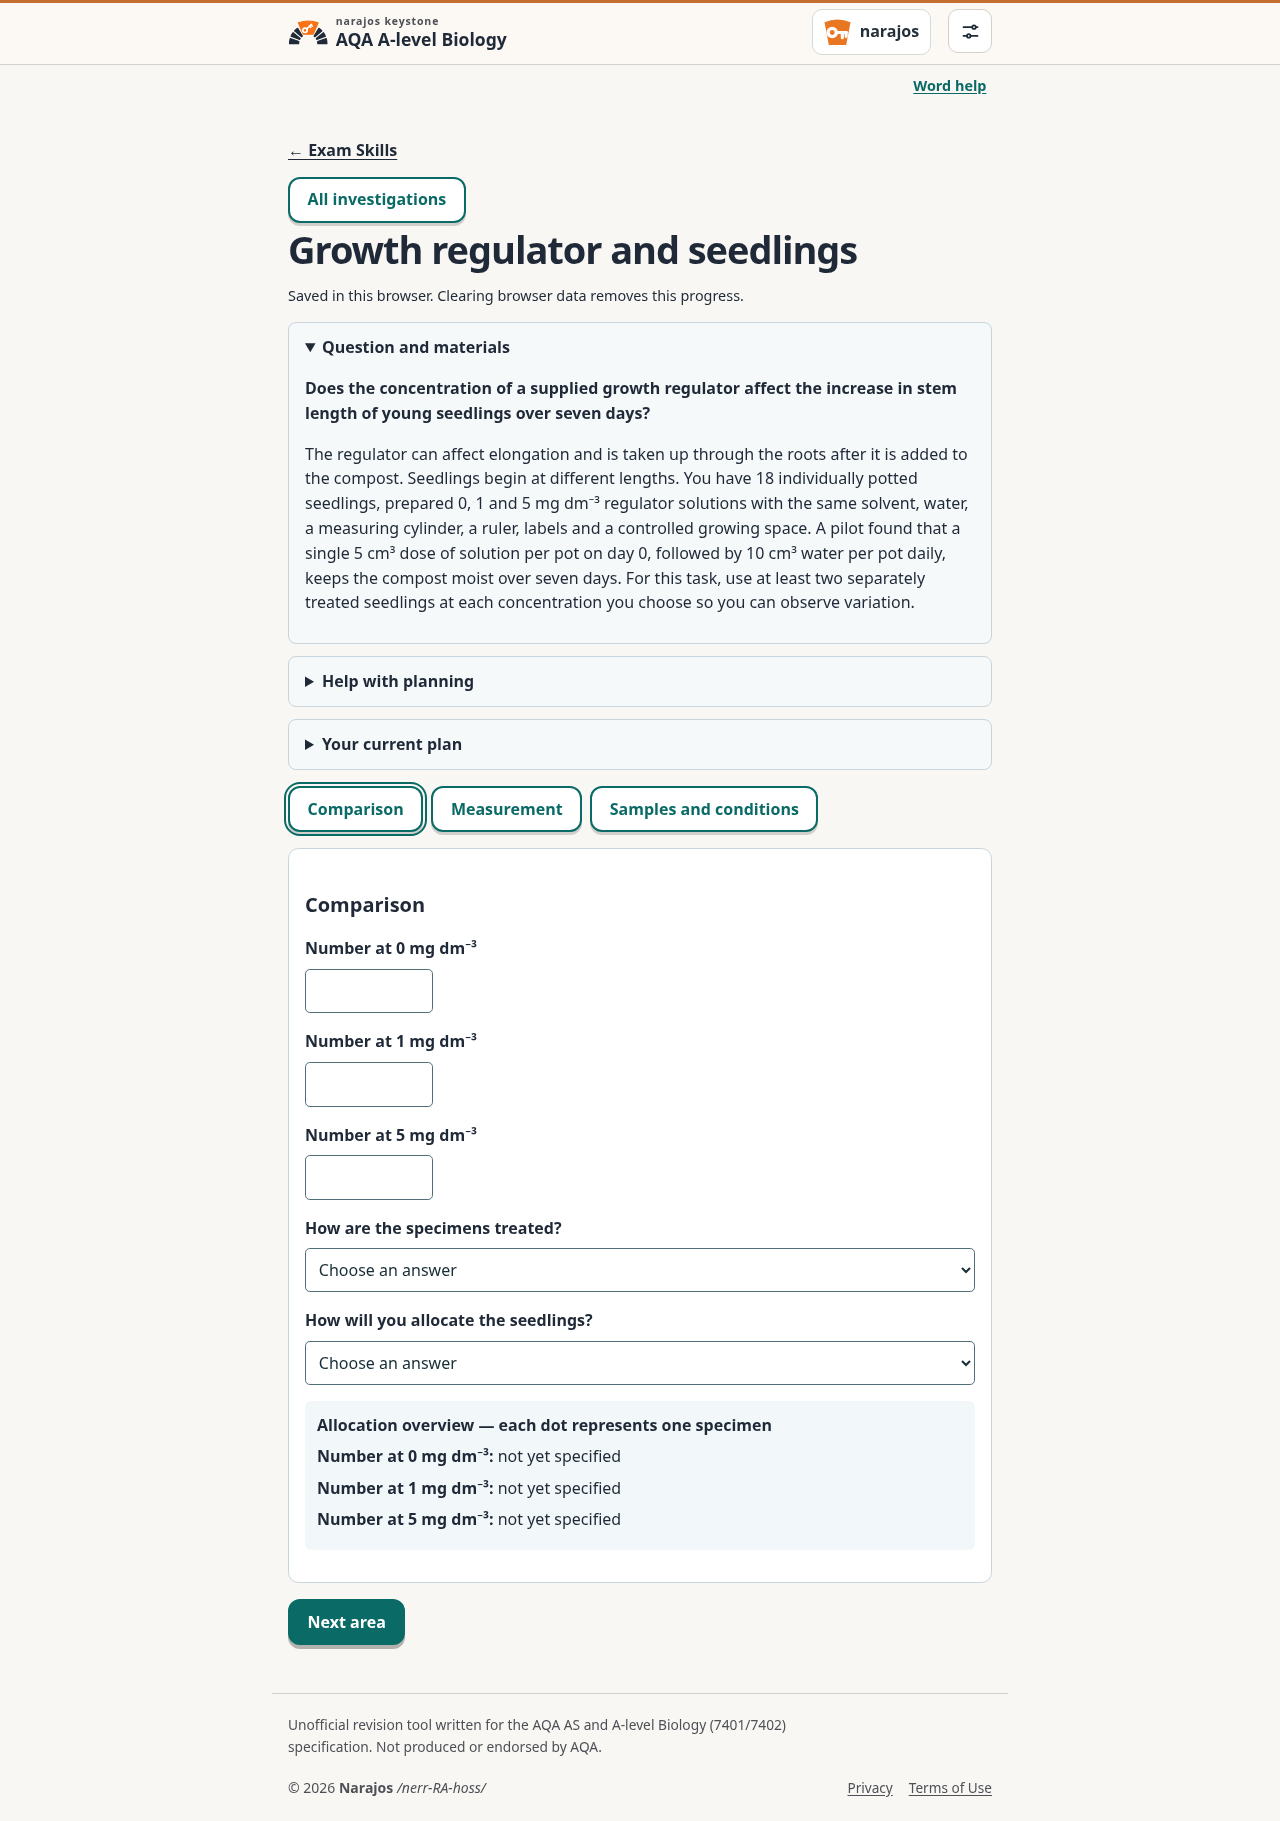 narajos keystone
AQA A-level Biology
narajos
Word help
← Exam Skills
All investigations
Growth regulator and seedlings
Saved in this browser. Clearing browser data removes this progress.
▼ Question and materials
Does the concentration of a supplied growth regulator affect the increase in stem
length of young seedlings over seven days?
The regulator can affect elongation and is taken up through the roots after it is added to
the compost. Seedlings begin at different lengths. You have 18 individually potted
seedlings, prepared 0, 1 and 5 mg dm⁻³ regulator solutions with the same solvent, water,
a measuring cylinder, a ruler, labels and a controlled growing space. A pilot found that a
single 5 cm³ dose of solution per pot on day 0, followed by 10 cm³ water per pot daily,
keeps the compost moist over seven days. For this task, use at least two separately
treated seedlings at each concentration you choose so you can observe variation.
▶ Help with planning
▶ Your current plan
Comparison
Measurement
Samples and conditions
Comparison
Number at 0 mg dm⁻³
Number at 1 mg dm⁻³
Number at 5 mg dm⁻³
How are the specimens treated?
Choose an answer
How will you allocate the seedlings?
Choose an answer
Allocation overview — each dot represents one specimen
Number at 0 mg dm⁻³: not yet specified
Number at 1 mg dm⁻³: not yet specified
Number at 5 mg dm⁻³: not yet specified
Next area
Unofficial revision tool written for the AQA AS and A-level Biology (7401/7402)
specification. Not produced or endorsed by AQA.
© 2026 Narajos /nerr-RA-hoss/
Privacy
Terms of Use